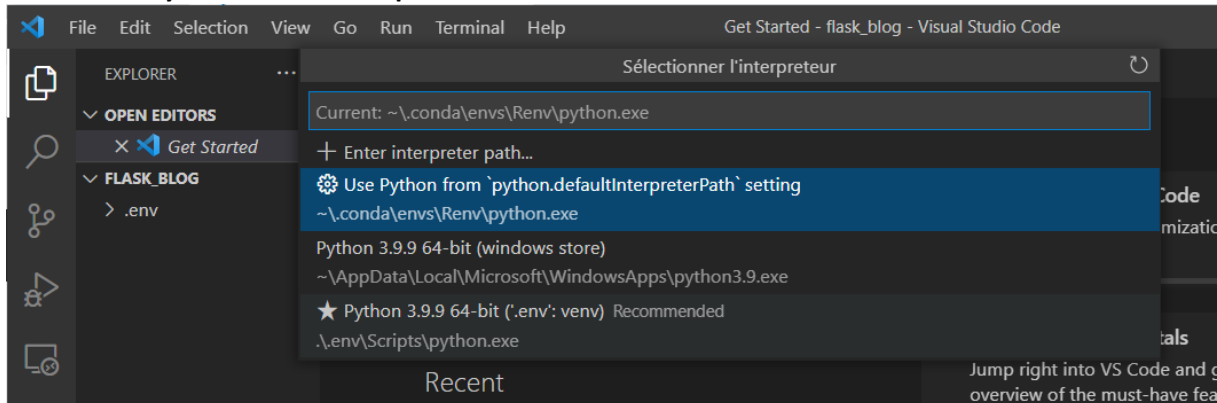 File Edit Selection View Go Run Terminal Help Get Started - flask_blog - Visual Studio Code
EXPLORER ...
Sélectionner l'interpreteur
OPEN EDITORS
Current: ~\.conda\envs\Renv\python.exe
Get Started
+ Enter interpreter path...
FLASK_BLOG
Use Python from `python.defaultInterpreterPath` setting
.env
~\.conda\envs\Renv\python.exe
Python 3.9.9 64-bit (windows store)
~\AppData\Local\Microsoft\WindowsApps\python3.9.exe
★ Python 3.9.9 64-bit ('.env': venv) Recommended
.\.env\Scripts\python.exe
Code
Recent
Jump right into VS Code and
overview of the must-have